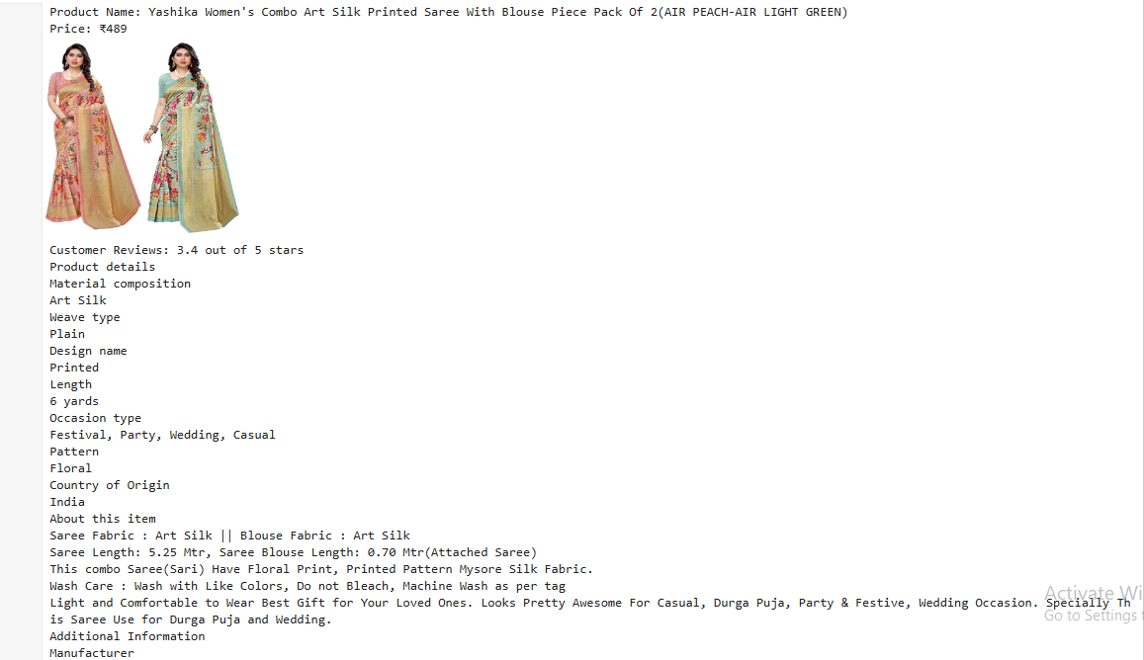 Product Name: Yashika Women's Combo Art Silk Printed Saree With Blouse Piece Pack Of 2(AIR PEACH-AIR LIGHT GREEN)
Price: ₹489
Customer Reviews: 3.4 out of 5 stars
Product details
Material composition
Art Silk
Weave type
Plain
Design name
Printed
Length
6 yards
Occasion type
Festival, Party, Wedding, Casual
Pattern
Floral
Country of Origin
India
About this item
Saree Fabric : Art Silk || Blouse Fabric : Art Silk
Saree Length: 5.25 Mtr, Saree Blouse Length: 0.70 Mtr(Attached Saree)
This combo Saree(Sari) Have Floral Print, Printed Pattern Mysore Silk Fabric.
Wash Care : Wash with Like Colors, Do not Bleach, Machine Wash as per tag
Light and Comfortable to Wear Best Gift for Your Loved Ones. Looks Pretty Awesome For Casual, Durga Puja, Party & Festive, Wedding Occasion. Specially Th
is Saree Use for Durga Puja and Wedding.
Additional Information
Manufacturer
Activate Wi
Go to Settings t